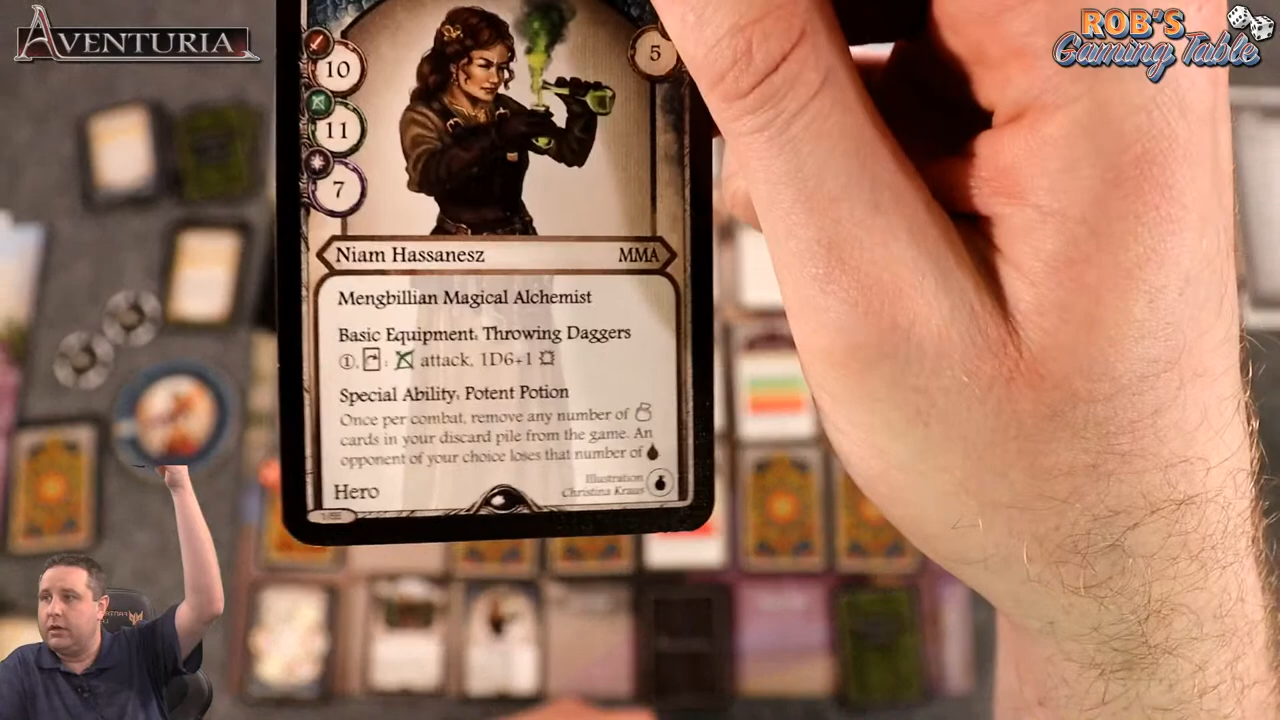 AVENTURIA
ROB'S
Gaming Table
10
5
11
7
Niam Hassanesz MMA
Mengbillian Magical Alchemist
Basic Equipment: Throwing Daggers
①, : attack, 1D6+1
Special Ability: Potent Potion
Once per combat, remove any number of
cards in your discard pile from the game. An
opponent of your choice loses that number of
Illustration
Hero Christina Kraus